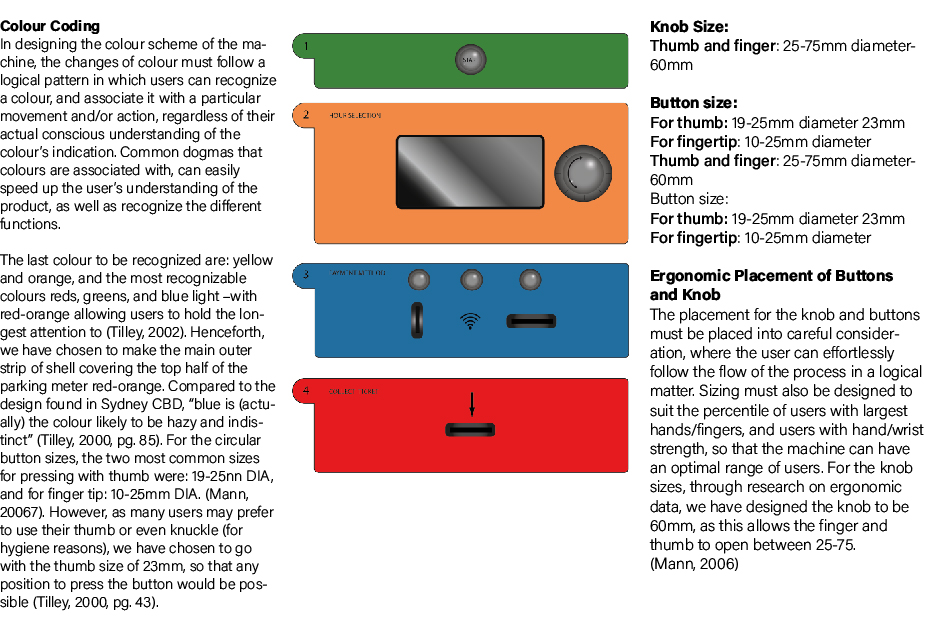 Colour Coding
In designing the colour scheme of the ma-
chine, the changes of colour must follow a
logical pattern in which users can recognize
a colour, and associate it with a particular
movement and/or action, regardless of their
actual conscious understanding of the
colour's indication. Common dogmas that
colours are associated with, can easily
speed up the user's understanding of the
product, as well as recognize the different
functions.
The last colour to be recognized are: yellow
and orange, and the most recognizable
colours reds, greens, and blue light –with
red-orange allowing users to hold the lon-
gest attention to (Tilley, 2002). Henceforth,
we have chosen to make the main outer
strip of shell covering the top half of the
parking meter red-orange. Compared to the
design found in Sydney CBD, "blue is (actu-
ally) the colour likely to be hazy and indis-
tinct" (Tilley, 2000, pg. 85). For the circular
button sizes, the two most common sizes
for pressing with thumb were: 19-25nn DIA,
and for finger tip: 10-25mm DIA. (Mann,
20067). However, as many users may prefer
to use their thumb or even knuckle (for
hygiene reasons), we have chosen to go
with the thumb size of 23mm, so that any
position to press the button would be pos-
sible (Tilley, 2000, pg. 43).
1
START
2
HOUR SELECTION
3
PAYMENT METHOD
4
Knob Size:
Thumb and finger: 25-75mm diameter-
60mm
Button size:
For thumb: 19-25mm diameter 23mm
For fingertip: 10-25mm diameter
Thumb and finger: 25-75mm diameter-
60mm
Button size:
For thumb: 19-25mm diameter 23mm
For fingertip: 10-25mm diameter
Ergonomic Placement of Buttons
and Knob
The placement for the knob and buttons
must be placed into careful consider-
ation, where the user can effortlessly
follow the flow of the process in a logical
matter. Sizing must also be designed to
suit the percentile of users with largest
hands/fingers, and users with hand/wrist
strength, so that the machine can have
an optimal range of users. For the knob
sizes, through research on ergonomic
data, we have designed the knob to be
60mm, as this allows the finger and
thumb to open between 25-75.
(Mann, 2006)